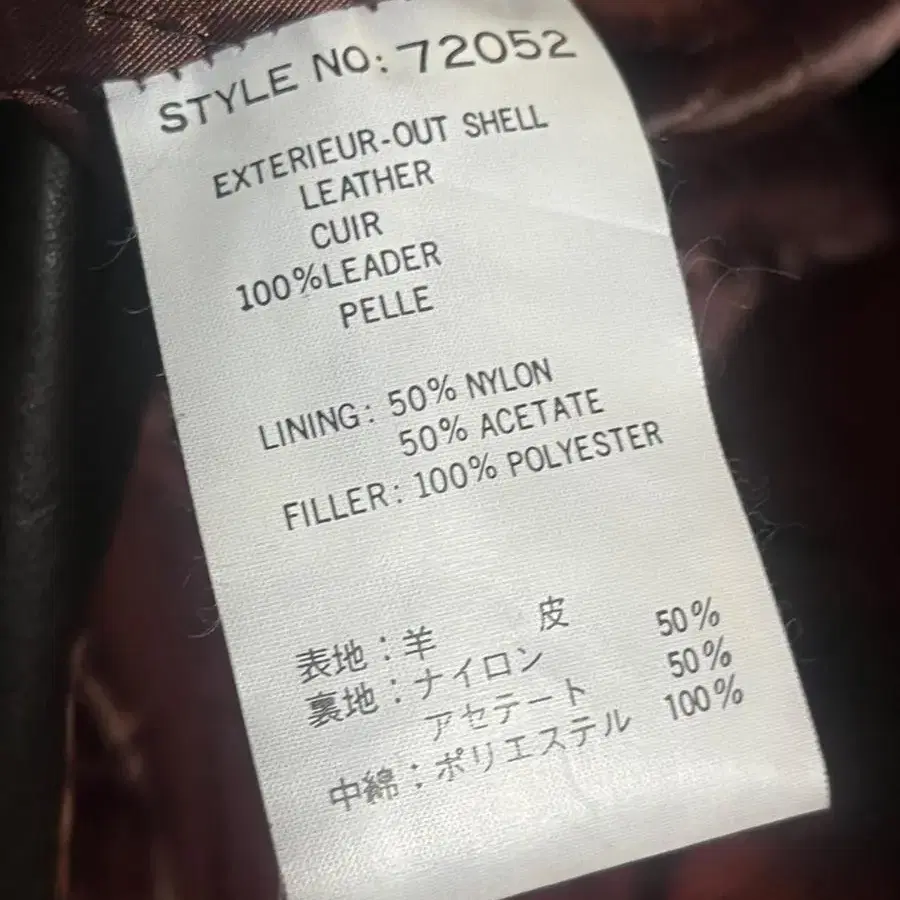 STYLE NO: 72052
EXTERIEUR-OUT SHELL
LEATHER
CUIR
100%LEADER
PELLE
LINING: 50% NYLON
50% ACETATE
FILLER: 100% POLYESTER
表地:羊 皮
裏地:ナイロン 50%
アセテート 50%
中綿:ポリエステル 100%